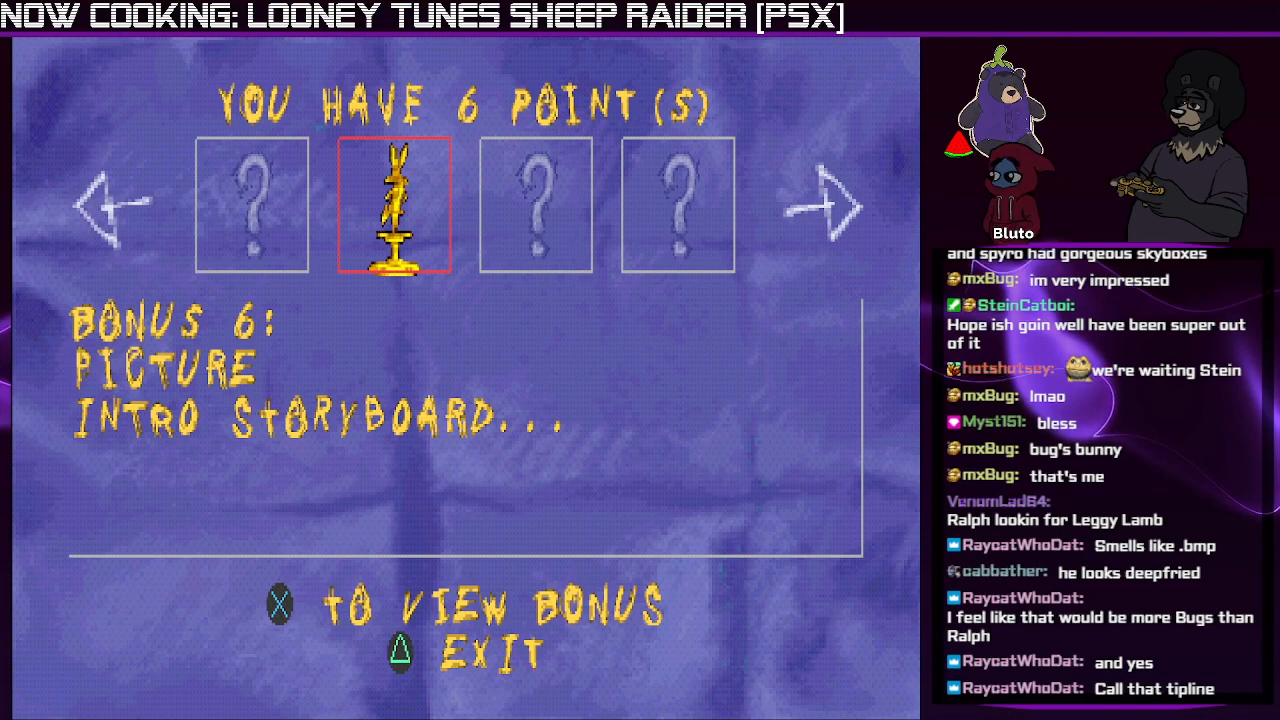 NOW COOKING: LOONEY TUNES SHEEP RAIDER [PSX]
YOU HAVE 6 POINT(S)
? ? ?
BONUS 6:
PICTURE
INTRO STORYBOARD...
X TO VIEW BONUS
EXIT
Bluto
and spyro had gorgeous skyboxes
mxBug: im very impressed
SteinCatboi:
Hope ish goin well have been super out
of it
hotshotsey: we're waiting Stein
mxBug: lmao
Myst151: bless
mxBug: bug's bunny
mxBug: that's me
VenomLad64:
Ralph lookin for Leggy Lamb
RaycatWhoDat: Smells like .bmp
cabbather: he looks deepfried
RaycatWhoDat:
I feel like that would be more Bugs than
Ralph
RaycatWhoDat: and yes
RaycatWhoDat: Call that tipline